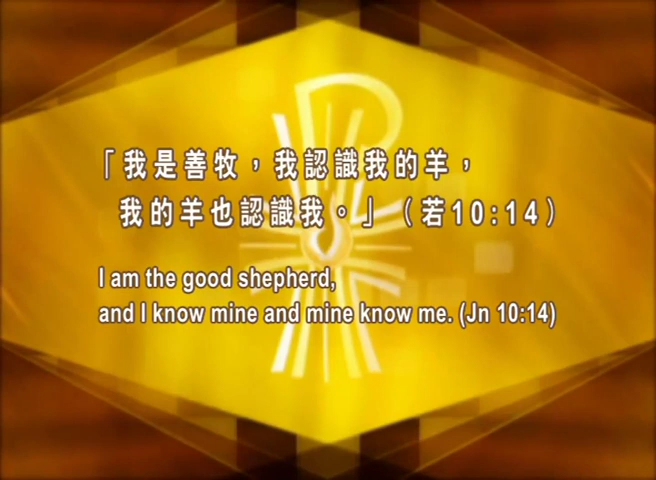 「我是善牧，我認識我的羊，
我的羊也認識我。」（若10:14）
I am the good shepherd,
and I know mine and mine know me. (Jn 10:14)